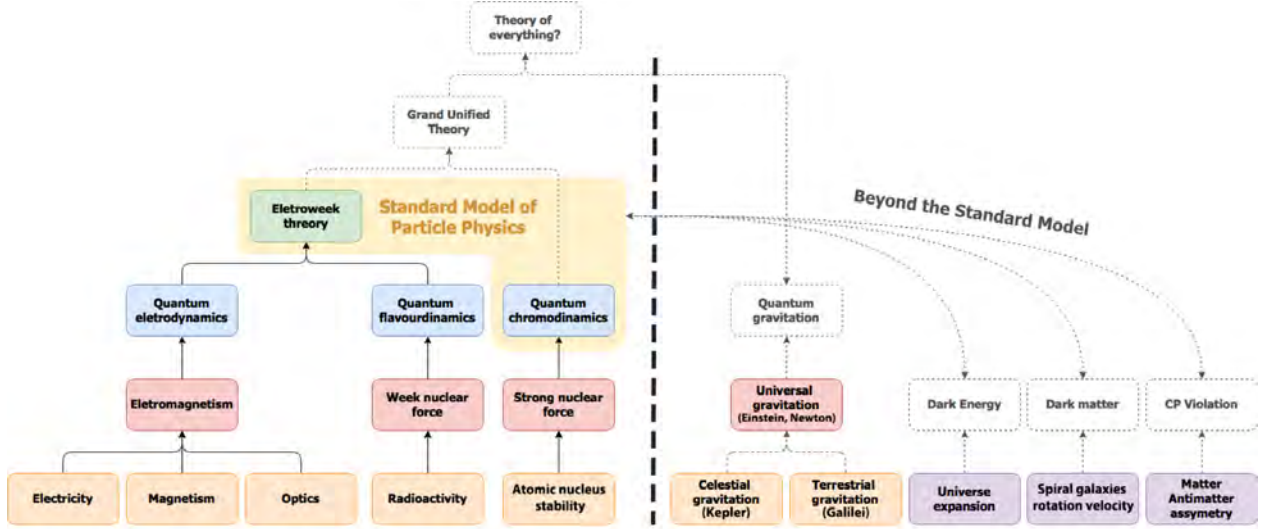 Theory of
everything?
Grand Unified
Theory
Eletroweek
threory
Standard Model of
Particle Physics
Beyond the Standard Model
Quantum
eletrodynamics
Quantum
flavourdinamics
Quantum
chromodinamics
Quantum
gravitation
Eletromagnetism
Week nuclear
force
Strong nuclear
force
Universal
gravitation
(Einstein, Newton)
Dark Energy
Dark matter
CP Violation
Electricity
Magnetism
Optics
Radioactivity
Atomic nucleus
stability
Celestial
gravitation
(Kepler)
Terrestrial
gravitation
(Galilei)
Universe
expansion
Spiral galaxies
rotation velocity
Matter
Antimatter
assymetry